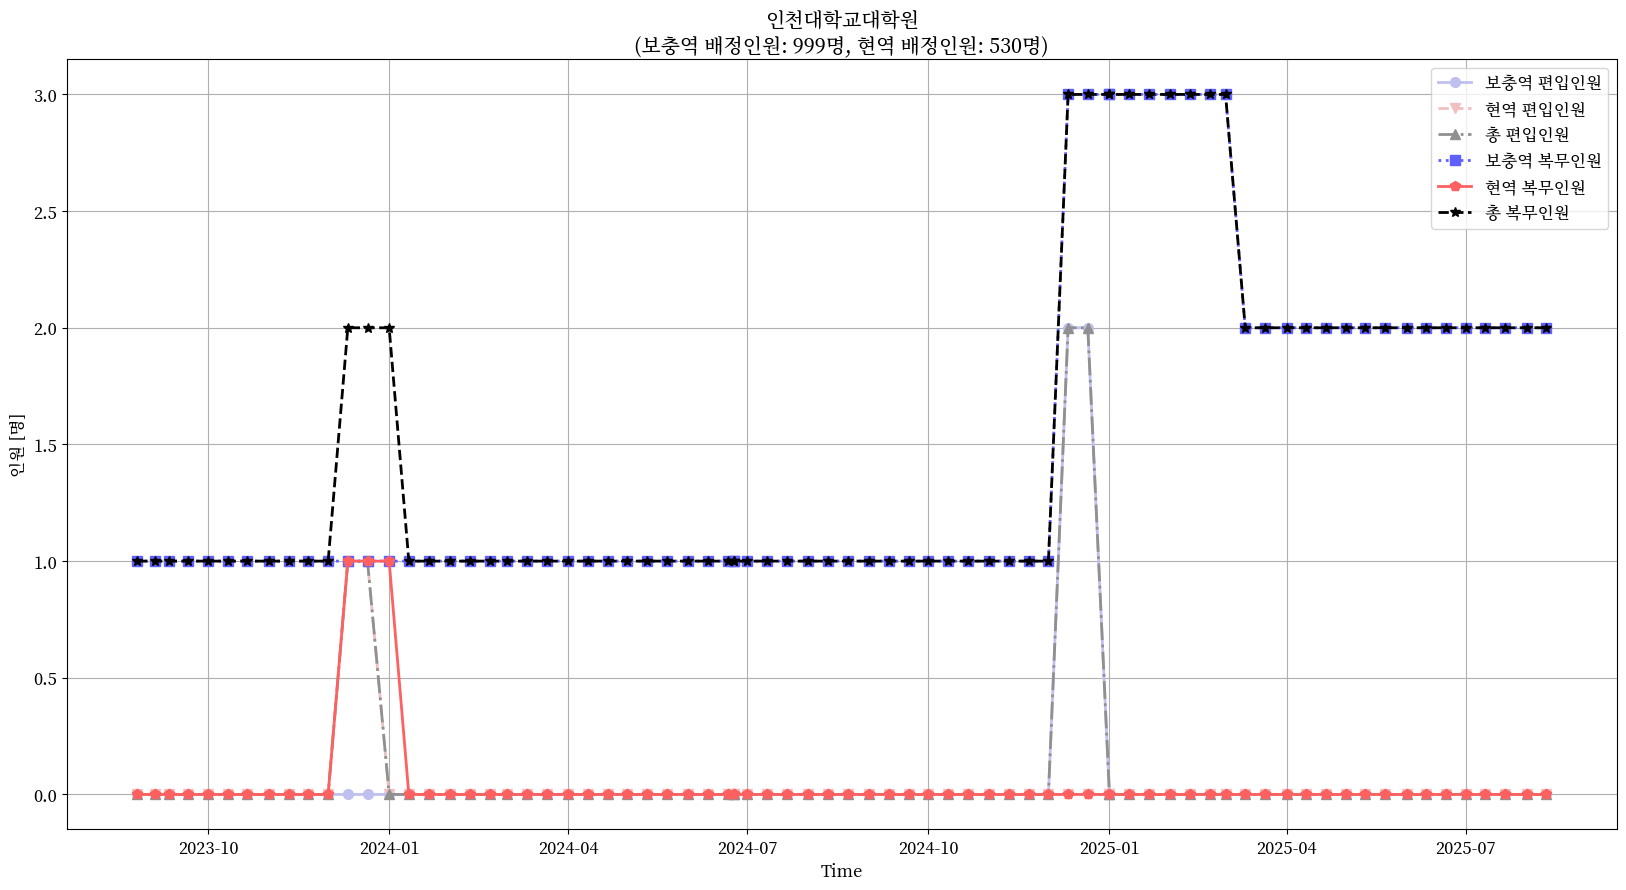 인천대학교대학원
(보충역 배정인원: 999명, 현역 배정인원: 530명)
보충역 편입인원
현역 편입인원
총 편입인원
보충역 복무인원
현역 복무인원
총 복무인원
3.0
2.5
2.0
1.5
1.0
0.5
0.0
인원 [명]
2023-10
2024-01
2024-04
2024-07
2024-10
2025-01
2025-04
2025-07
Time